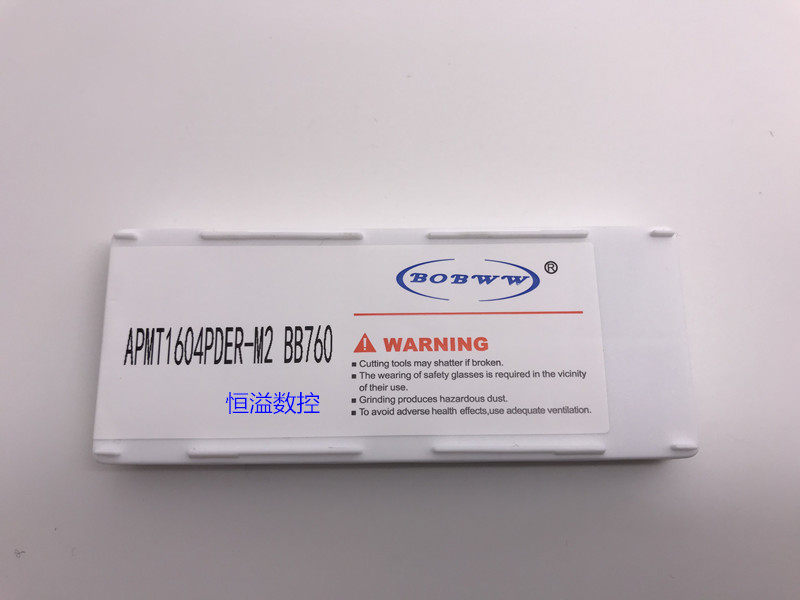 BOBWW®
APMT1604PDER-M2 BB760
恒溢数控
WARNING
■ Cutting tools may shatter if broken.
■ The wearing of safety glasses is required in the vicinity
of their use.
■ Grinding produces hazardous dust.
■ To avoid adverse health effects,use adequate ventilation.